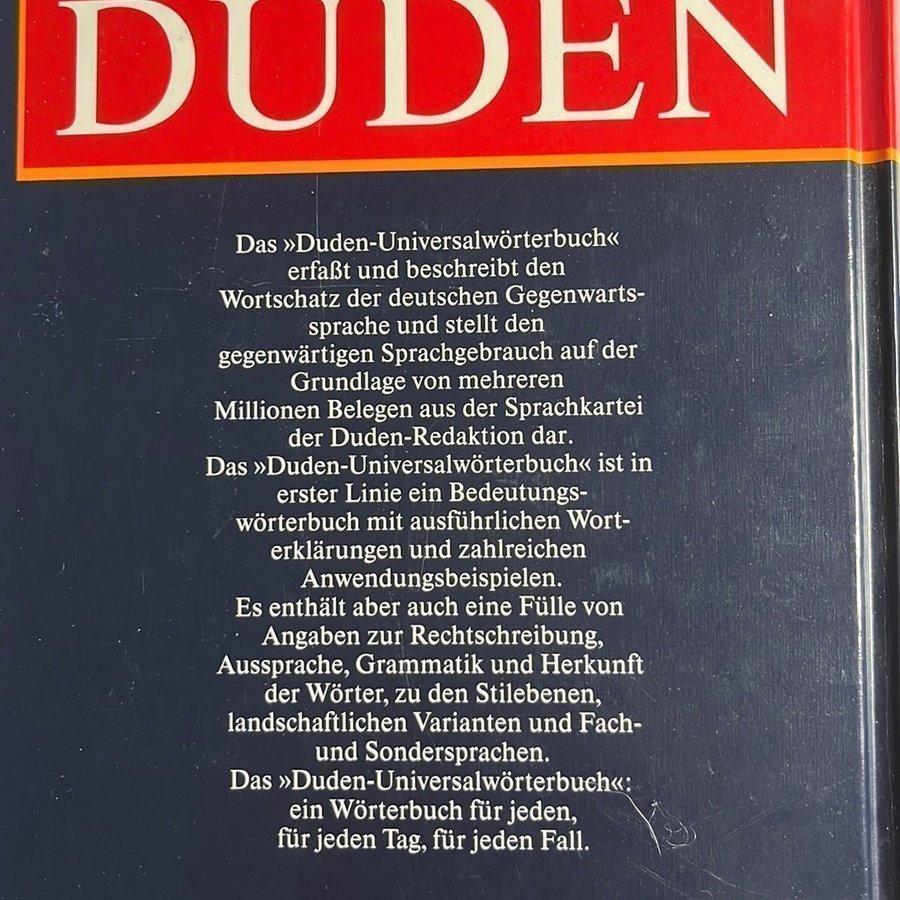 DUDEN
Das »Duden-Universalwörterbuch«
erfaßt und beschreibt den
Wortschatz der deutschen Gegenwarts-
sprache und stellt den
gegenwärtigen Sprachgebrauch auf der
Grundlage von mehreren
Millionen Belegen aus der Sprachkartei
der Duden-Redaktion dar.
Das »Duden-Universalwörterbuch« ist in
erster Linie ein Bedeutungs-
wörterbuch mit ausführlichen Wort-
erklärungen und zahlreichen
Anwendungsbeispielen.
Es enthält aber auch eine Fülle von
Angaben zur Rechtschreibung,
Aussprache, Grammatik und Herkunft
der Wörter, zu den Stilebenen,
landschaftlichen Varianten und Fach-
und Sondersprachen.
Das »Duden-Universalwörterbuch«:
ein Wörterbuch für jeden,
für jeden Tag, für jeden Fall.